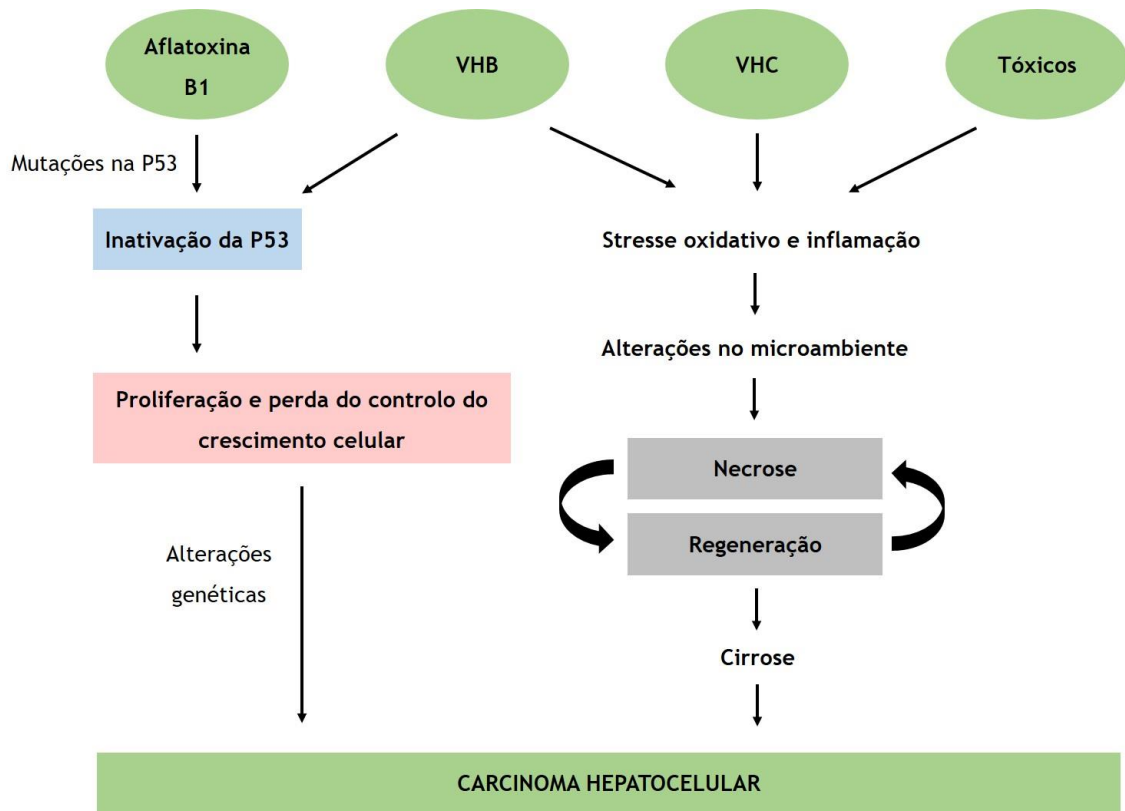 Aflatoxina
B1
VHB
VHC
Tóxicos
Mutações na P53
Inativação da P53
Stresse oxidativo e inflamação
Alterações no microambiente
Proliferação e perda do controlo do
crescimento celular
Necrose
Regeneração
Alterações
genéticas
Cirrose
CARCINOMA HEPATOCELULAR